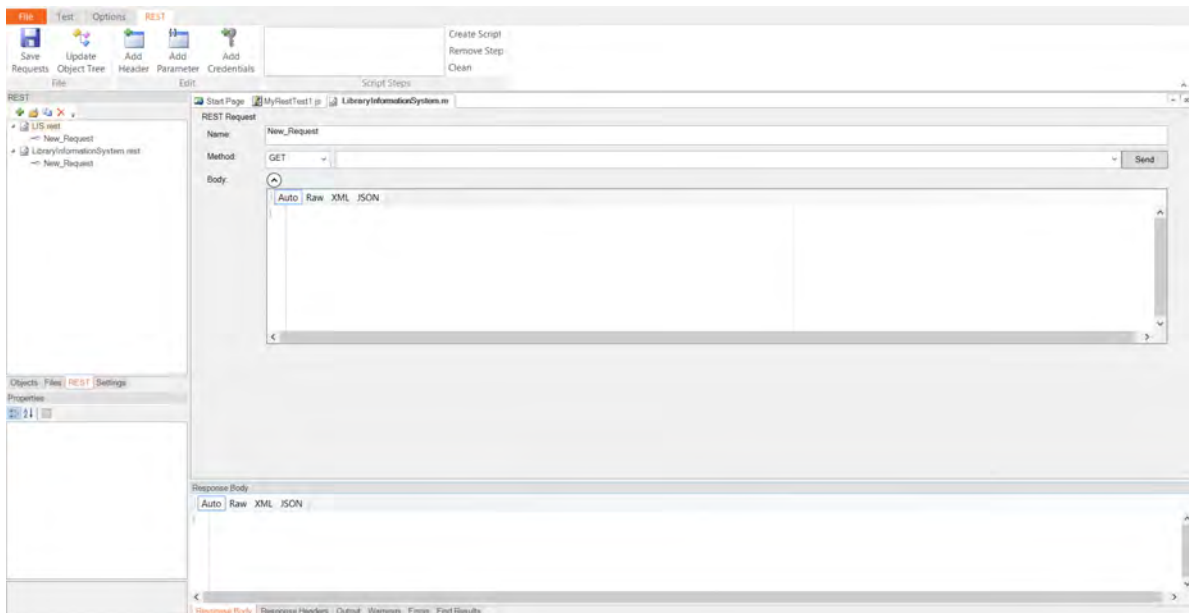 File Test Options REST
Save Requests
Update Object Tree
Add Header
Add Parameter
Add Credentials
Create Script
Remove Step
Clean
File Edit Script Steps
REST
Start Page MyRestTest1.js LibraryInformationSystem.re
LIS.rest
New_Request
LibraryInformationSystem.rest
New_Request
REST Request
Name: New_Request
Method: GET Send
Body:
Auto Raw XML JSON
Objects Files REST Settings
Properties
Response Body
Auto Raw XML JSON
Response Body Response Headers Output Warnings Errors Find Results